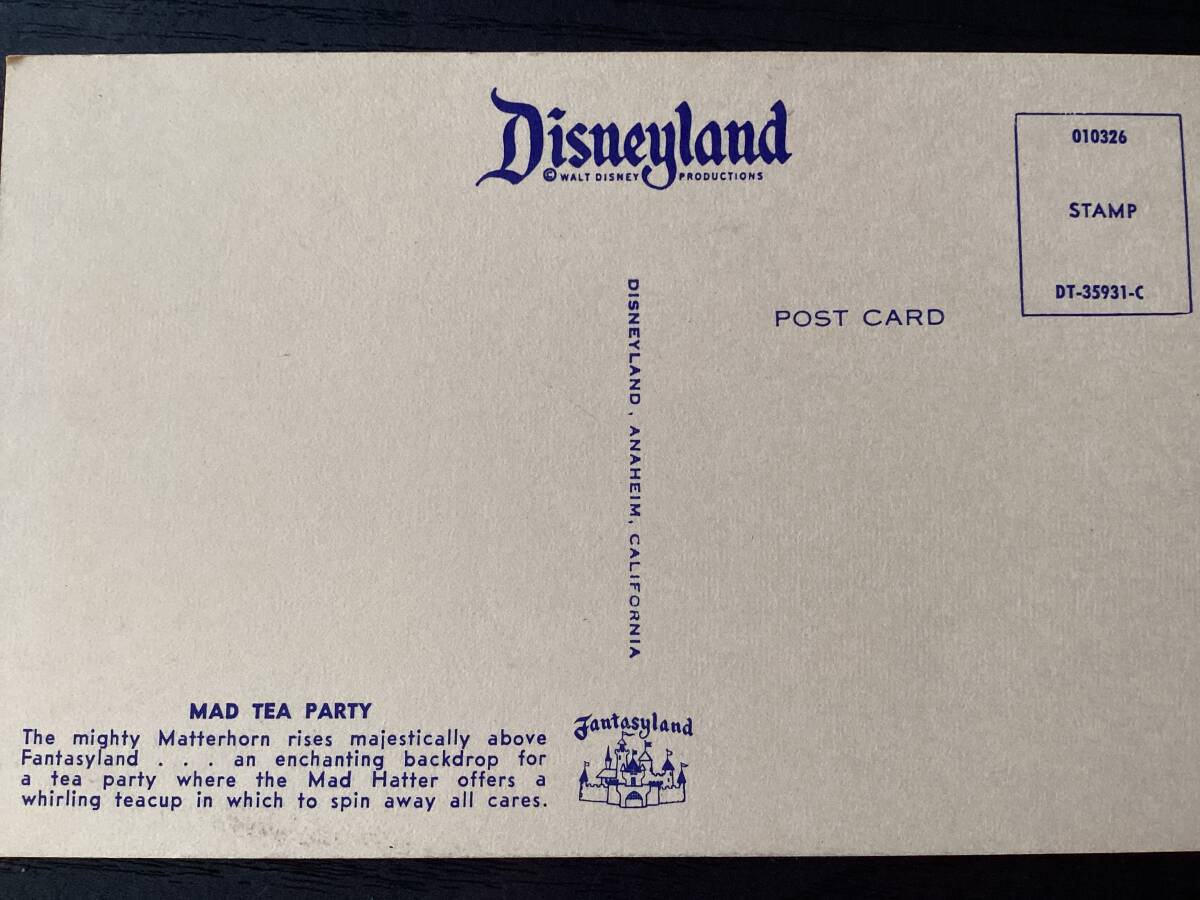 Disneyland
© WALT DISNEY PRODUCTIONS
010326
STAMP
DT-35931-C
POST CARD
DISNEYLAND, ANAHEIM, CALIFORNIA
MAD TEA PARTY
The mighty Matterhorn rises majestically above
Fantasyland . . . an enchanting backdrop for
a tea party where the Mad Hatter offers a
whirling teacup in which to spin away all cares.
Fantasyland